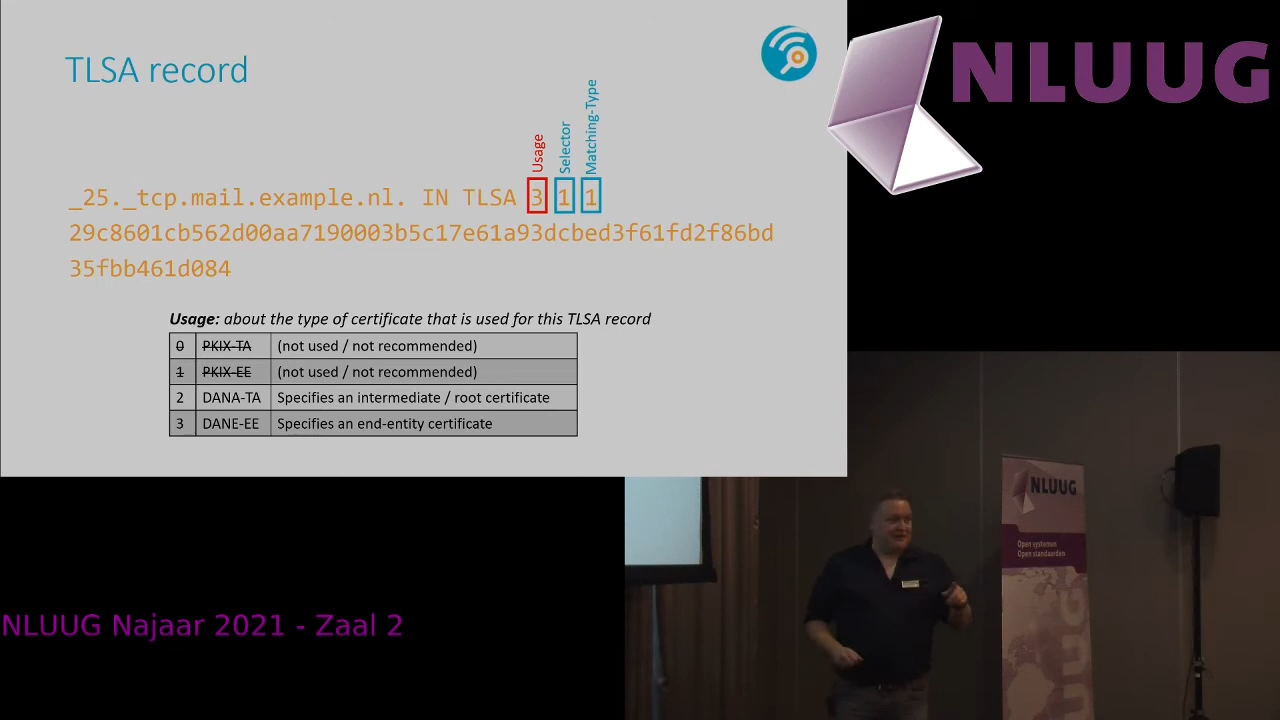 TLSA record
Usage
Selector
Matching-Type
_25._tcp.mail.example.nl. IN TLSA 3 1 1
29c8601cb562d00aa7190003b5c17e61a93dcbed3f61fd2f86bd
35fbb461d084
Usage: about the type of certificate that is used for this TLSA record
0 PKIX-TA (not used / not recommended)
1 PKIX-EE (not used / not recommended)
2 DANA-TA Specifies an intermediate / root certificate
3 DANE-EE Specifies an end-entity certificate
NLUUG
NLUUG
Open systemen
Open standaarden
NLUUG Najaar 2021 - Zaal 2